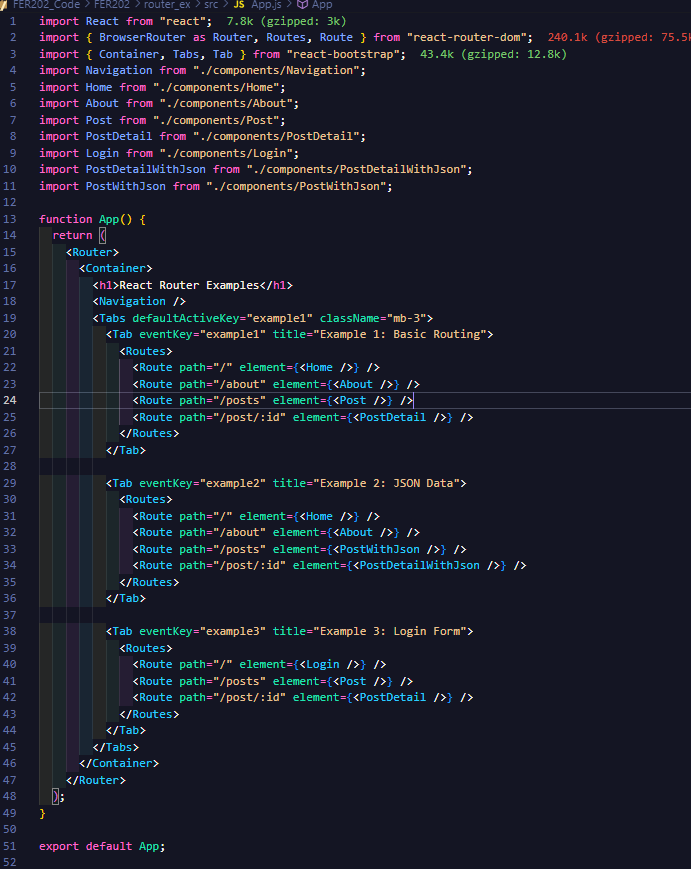 FER202_Code > FER202 > router_ex > src > JS App.js > App
1 import React from "react"; 7.8k (gzipped: 3k)
2 import { BrowserRouter as Router, Routes, Route } from "react-router-dom"; 240.1k (gzipped: 75.5k
3 import { Container, Tabs, Tab } from "react-bootstrap"; 43.4k (gzipped: 12.8k)
4 import Navigation from "./components/Navigation";
5 import Home from "./components/Home";
6 import About from "./components/About";
7 import Post from "./components/Post";
8 import PostDetail from "./components/PostDetail";
9 import Login from "./components/Login";
10 import PostDetailWithJson from "./components/PostDetailWithJson";
11 import PostWithJson from "./components/PostWithJson";
12
13 function App() {
14   return (
15     <Router>
16       <Container>
17         <h1>React Router Examples</h1>
18         <Navigation />
19         <Tabs defaultActiveKey="example1" className="mb-3">
20           <Tab eventKey="example1" title="Example 1: Basic Routing">
21             <Routes>
22               <Route path="/" element={<Home />} />
23               <Route path="/about" element={<About />} />
24               <Route path="/posts" element={<Post />} />
25               <Route path="/post/:id" element={<PostDetail />} />
26             </Routes>
27           </Tab>
28
29           <Tab eventKey="example2" title="Example 2: JSON Data">
30             <Routes>
31               <Route path="/" element={<Home />} />
32               <Route path="/about" element={<About />} />
33               <Route path="/posts" element={<PostWithJson />} />
34               <Route path="/post/:id" element={<PostDetailWithJson />} />
35             </Routes>
36           </Tab>
37
38           <Tab eventKey="example3" title="Example 3: Login Form">
39             <Routes>
40               <Route path="/" element={<Login />} />
41               <Route path="/posts" element={<Post />} />
42               <Route path="/post/:id" element={<PostDetail />} />
43             </Routes>
44           </Tab>
45         </Tabs>
46       </Container>
47     </Router>
48   );
49 }
50
51 export default App;
52